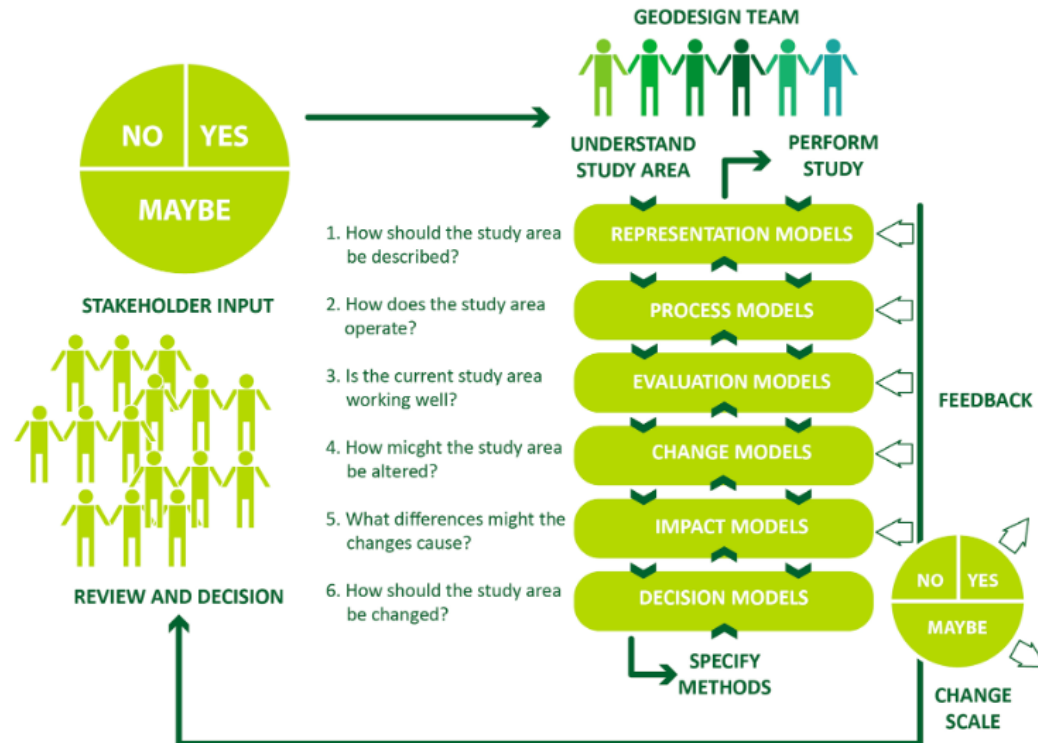 GEODESIGN TEAM
NO
YES
MAYBE
STAKEHOLDER INPUT
REVIEW AND DECISION
UNDERSTAND
STUDY AREA
PERFORM
STUDY
1. How should the study area
be described?
REPRESENTATION MODELS
2. How does the study area
operate?
PROCESS MODELS
3. Is the current study area
working well?
EVALUATION MODELS
4. How micght the study area
be altered?
CHANGE MODELS
5. What differences might the
changes cause?
IMPACT MODELS
6. How should the study area
be changed?
DECISION MODELS
SPECIFY
METHODS
FEEDBACK
NO
YES
MAYBE
CHANGE
SCALE